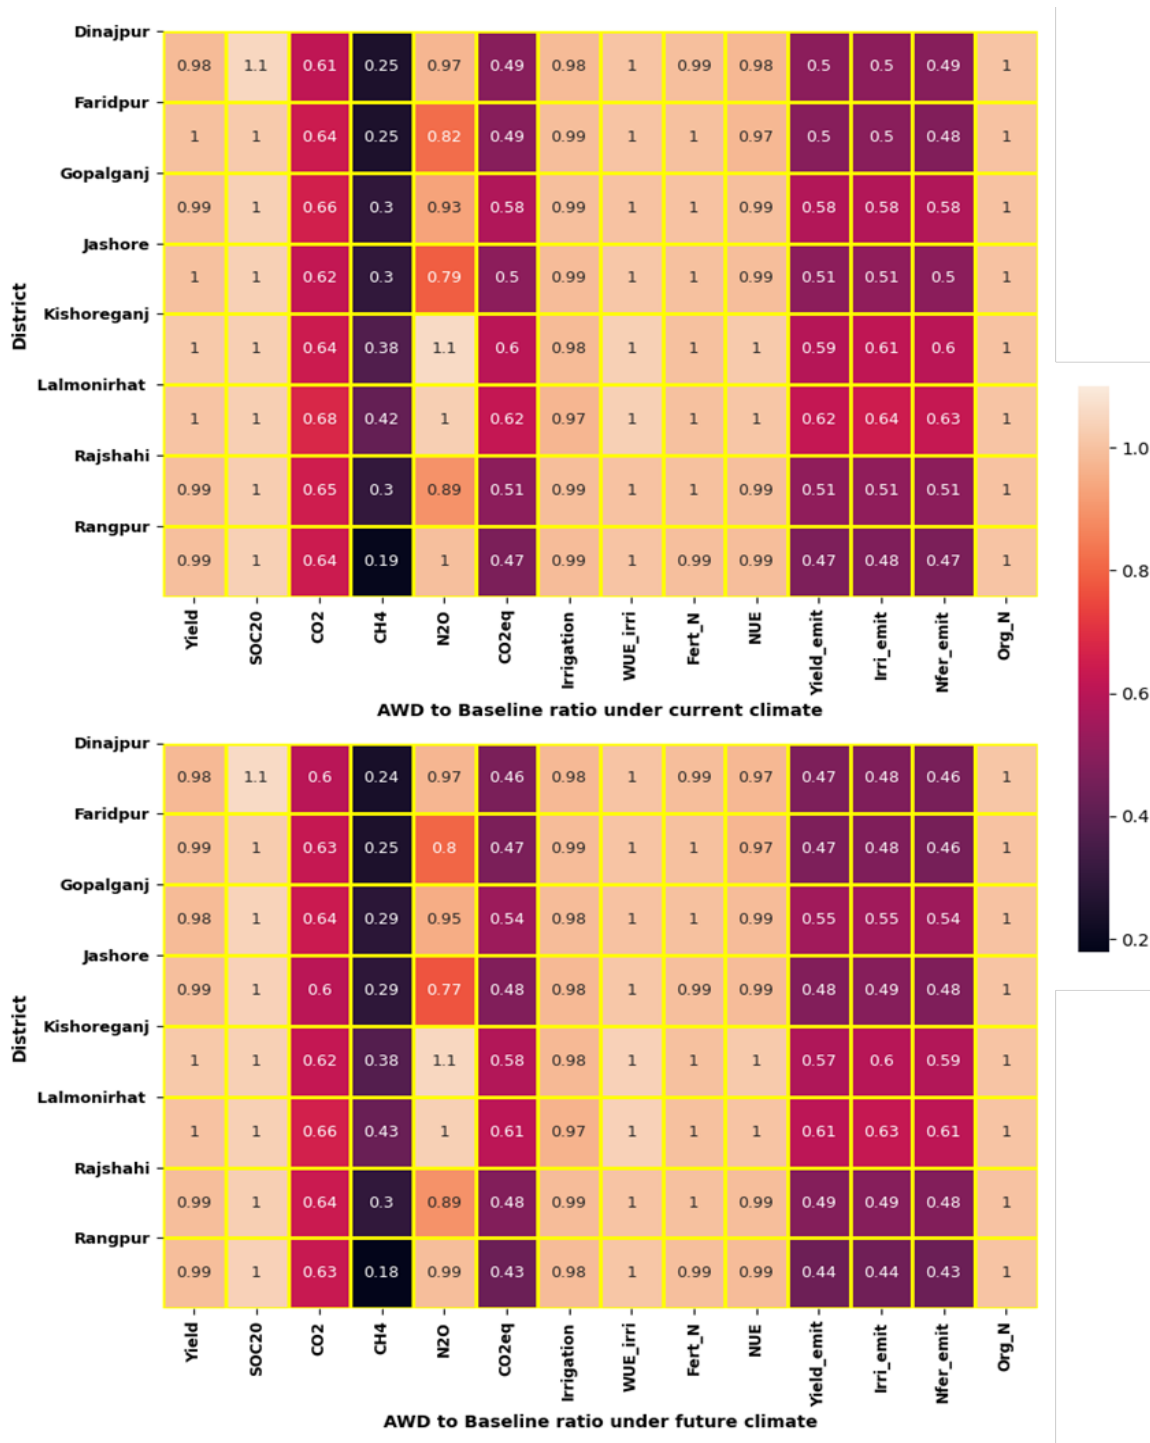 Dinajpur
0.98 1.1 0.61 0.25 0.97 0.49 0.98 1 0.99 0.98 0.5 0.5 0.49 1
Faridpur
1 1 0.64 0.25 0.82 0.49 0.99 1 1 0.97 0.5 0.5 0.48 1
Gopalganj
0.99 1 0.66 0.3 0.93 0.58 0.99 1 1 0.99 0.58 0.58 0.58 1
Jashore
1 1 0.62 0.3 0.79 0.5 0.99 1 1 0.99 0.51 0.51 0.5 1
Kishoreganj
1 1 0.64 0.38 1.1 0.6 0.98 1 1 1 0.59 0.61 0.6 1
Lalmonirhat
1 1 0.68 0.42 1 0.62 0.97 1 1 1 0.62 0.64 0.63 1
Rajshahi
0.99 1 0.65 0.3 0.89 0.51 0.99 1 1 0.99 0.51 0.51 0.51 1
Rangpur
0.99 1 0.64 0.19 1 0.47 0.99 1 0.99 0.99 0.47 0.48 0.47 1
District
Yield SOC20 CO2 CH4 N2O CO2eq Irrigation WUE_irri Fert_N NUE Yield_emit Irri_emit Nfer_emit Org_N
AWD to Baseline ratio under current climate
1.0
0.8
0.6
0.4
0.2
Dinajpur
0.98 1.1 0.6 0.24 0.97 0.46 0.98 1 0.99 0.97 0.47 0.48 0.46 1
Faridpur
0.99 1 0.63 0.25 0.8 0.47 0.99 1 1 0.97 0.47 0.48 0.46 1
Gopalganj
0.98 1 0.64 0.29 0.95 0.54 0.98 1 1 0.99 0.55 0.55 0.54 1
Jashore
0.99 1 0.6 0.29 0.77 0.48 0.98 1 0.99 0.99 0.48 0.49 0.48 1
Kishoreganj
1 1 0.62 0.38 1.1 0.58 0.98 1 1 1 0.57 0.6 0.59 1
Lalmonirhat
1 1 0.66 0.43 1 0.61 0.97 1 1 1 0.61 0.63 0.61 1
Rajshahi
0.99 1 0.64 0.3 0.89 0.48 0.99 1 1 0.99 0.49 0.49 0.48 1
Rangpur
0.99 1 0.63 0.18 0.99 0.43 0.98 1 0.99 0.99 0.44 0.44 0.43 1
District
Yield SOC20 CO2 CH4 N2O CO2eq Irrigation WUE_irri Fert_N NUE Yield_emit Irri_emit Nfer_emit Org_N
AWD to Baseline ratio under future climate